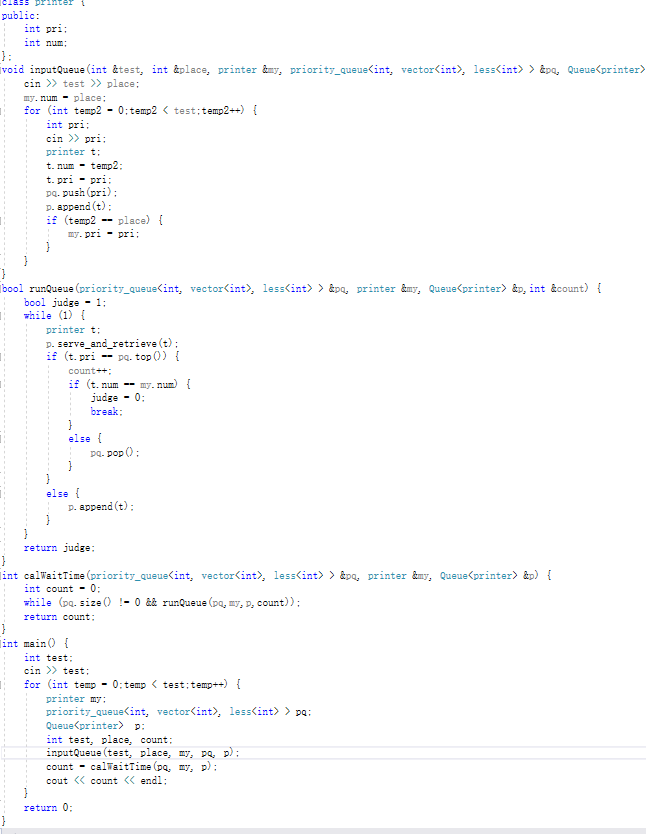 class printer {
public:
    int pri;
    int num;
};
void inputQueue(int &test, int &place, printer &my, priority_queue<int, vector<int>, less<int> > &pq, Queue<printer>
    cin >> test >> place;
    my.num = place;
    for (int temp2 = 0;temp2 < test;temp2++) {
        int pri;
        cin >> pri;
        printer t;
        t.num = temp2;
        t.pri = pri;
        pq.push(pri);
        p.append(t);
        if (temp2 == place) {
            my.pri = pri;
        }
    }
}
bool runQueue(priority_queue<int, vector<int>, less<int> > &pq, printer &my, Queue<printer> &p,int &count) {
    bool judge = 1;
    while (1) {
        printer t;
        p.serve_and_retrieve(t);
        if (t.pri == pq.top()) {
            count++;
            if (t.num == my.num) {
                judge = 0;
                break;
            }
            else {
                pq.pop();
            }
        }
        else {
            p.append(t);
        }
    }
    return judge;
}
int calWaitTime(priority_queue<int, vector<int>, less<int> > &pq, printer &my, Queue<printer> &p) {
    int count = 0;
    while (pq.size() != 0 && runQueue(pq,my,p,count));
    return count;
}
int main() {
    int test;
    cin >> test;
    for (int temp = 0;temp < test;temp++) {
        printer my;
        priority_queue<int, vector<int>, less<int> > pq;
        Queue<printer>  p;
        int test, place, count;
        inputQueue(test, place, my, pq, p);
        count = calWaitTime(pq, my, p);
        cout << count << endl;
    }
    return 0;
}